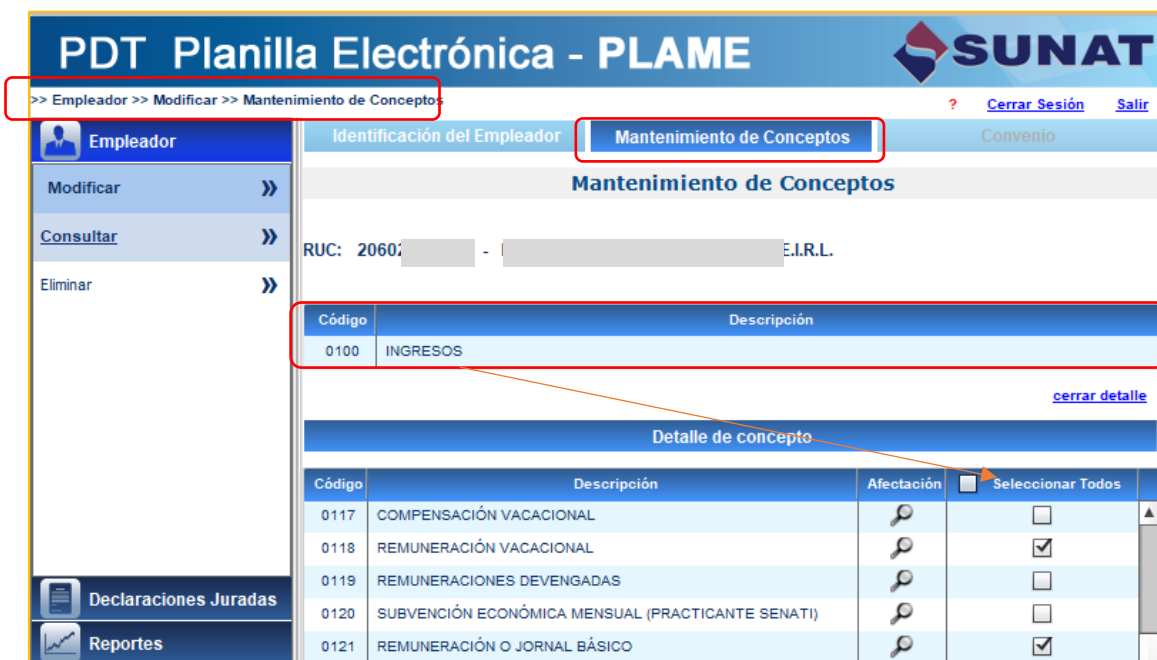 PDT Planilla Electrónica - PLAME
SUNAT
>> Empleador >> Modificar >> Mantenimiento de Conceptos
? Cerrar Sesión Salir
Empleador
Identificación del Empleador Mantenimiento de Conceptos Convenio
Modificar »
Mantenimiento de Conceptos
Consultar »
RUC: 20602 - E.I.R.L.
Eliminar »
Código Descripción
0100 INGRESOS
cerrar detalle
Detalle de concepto
Código Descripción Afectación Seleccionar Todos
0117 COMPENSACIÓN VACACIONAL
0118 REMUNERACIÓN VACACIONAL
0119 REMUNERACIONES DEVENGADAS
0120 SUBVENCIÓN ECONÓMICA MENSUAL (PRACTICANTE SENATI)
0121 REMUNERACIÓN O JORNAL BÁSICO
Declaraciones Juradas
Reportes